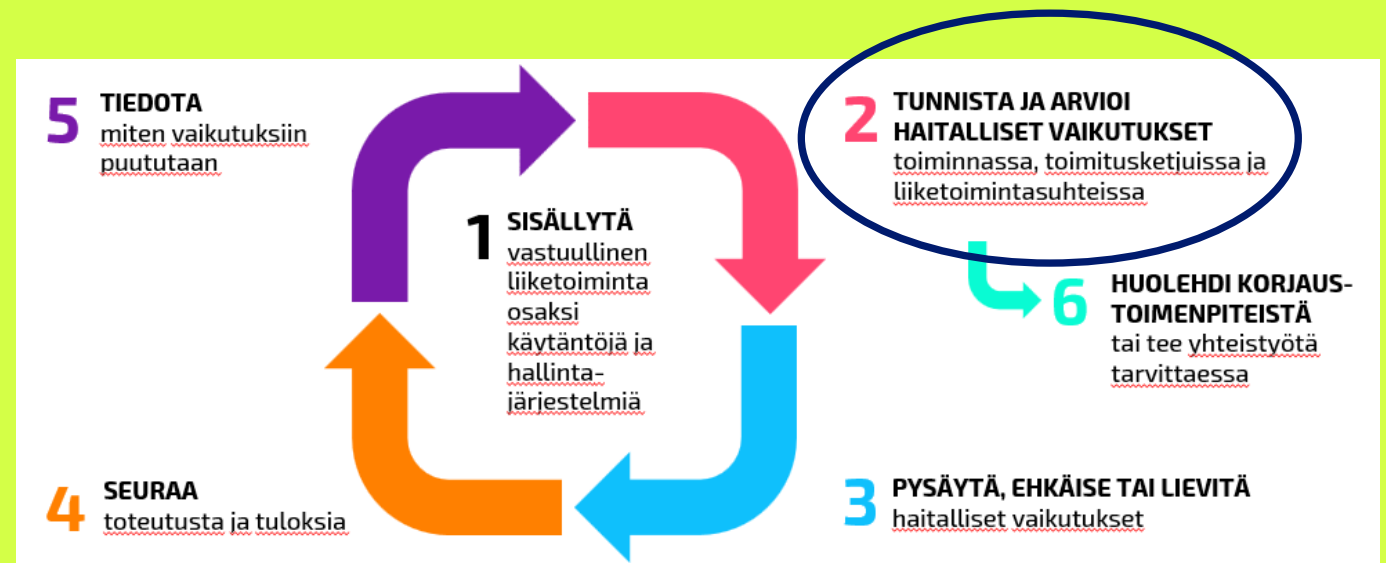 5 TIEDOTA
miten vaikutuksiin
puututaan
1 SISÄLLYTÄ
vastuullinen
liiketoiminta
osaksi
käytäntöjä ja
hallinta-
järjestelmiä
2 TUNNISTA JA ARVIOI
HAITALLISET VAIKUTUKSET
toiminnassa, toimitusketjuissa ja
liiketoimintasuhteissa
6 HUOLEHDI KORJAUS-
TOIMENPITEISTÄ
tai tee yhteistyötä
tarvittaessa
4 SEURAA
toteutusta ja tuloksia
3 PYSÄYTÄ, EHKÄISE TAI LIEVITÄ
haitalliset vaikutukset